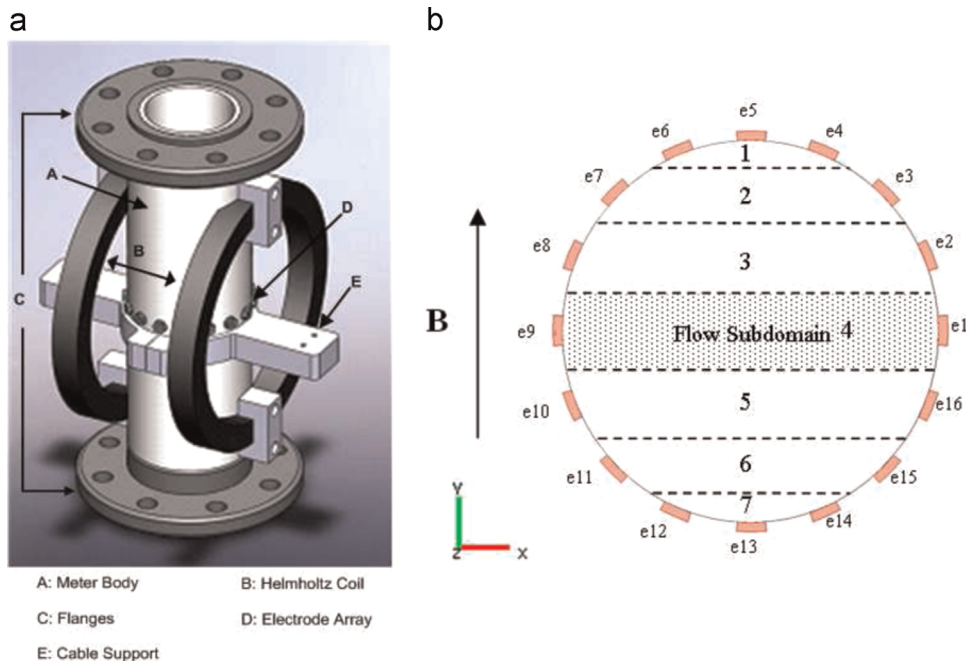 a
A
B
C
D
E
A: Meter Body
B: Helmholtz Coil
C: Flanges
D: Electrode Array
E: Cable Support
b
e5
e6
e4
1
e7
e3
2
e8
e2
3
B
e9
Flow Subdomain 4
e1
e10
5
e16
e11
6
e15
7
e12
e14
e13
Y
Z
X